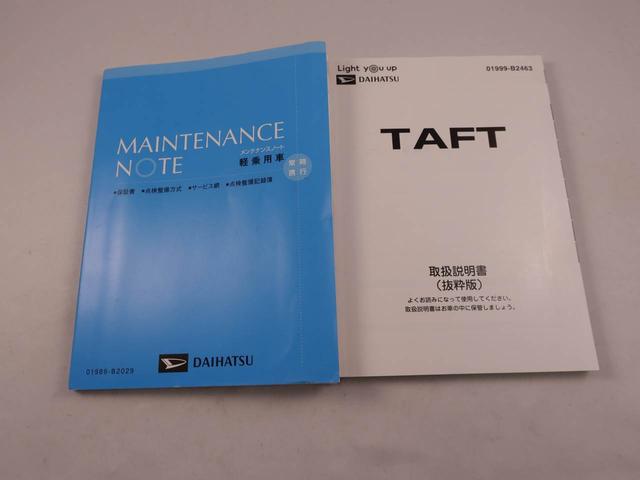 MAINTENANCE
NOTE
メンテナンスノート
軽乗用車
常時
携行
●保証書 ●点検整備方式 ●サービス網 ●点検整備記録簿
DAIHATSU
01989-B2029
Light you up
DAIHATSU
01999-B2463
TAFT
取扱説明書
(抜粋版)
よくお読みになって使用してください。
取扱説明書はお車の中に保管しましょう。